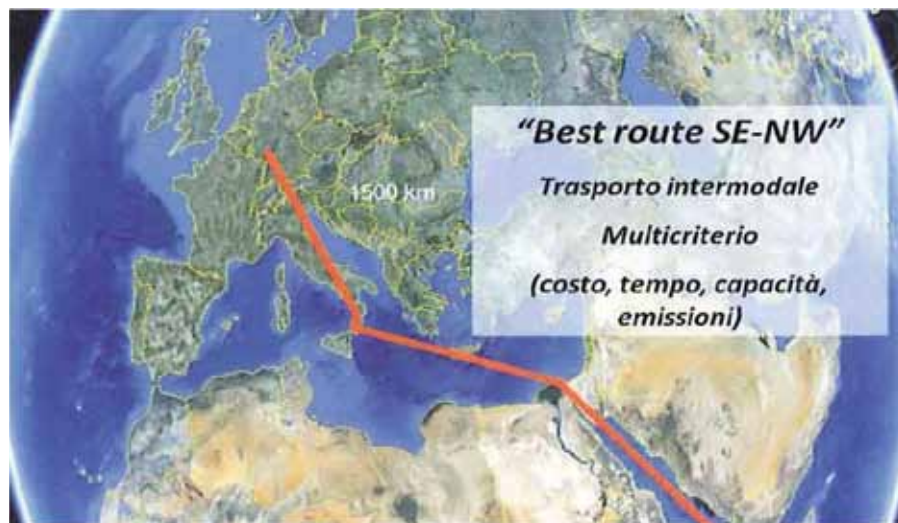 “Best route SE-NW”
Trasporto intermodale
Multicriterio
(costo, tempo, capacità,
emissioni)
1500 km